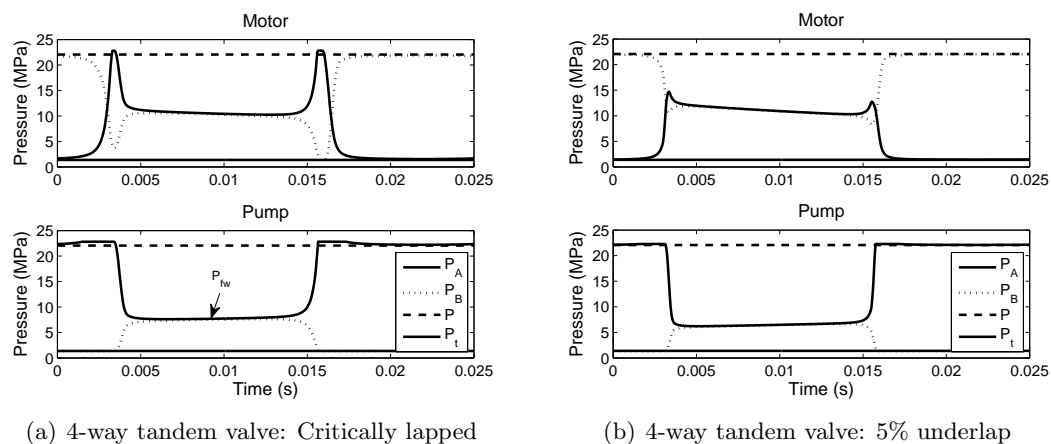 Motor
Pressure (MPa)
25
20
15
10
5
0
0 0.005 0.01 0.015 0.02 0.025
Pump
Pressure (MPa)
25
20
15
10
5
0
P_fw
P_A
P_B
P
P_t
0 0.005 0.01 0.015 0.02 0.025
Time (s)
(a) 4-way tandem valve: Critically lapped
Motor
Pressure (MPa)
25
20
15
10
5
0
0 0.005 0.01 0.015 0.02 0.025
Pump
Pressure (MPa)
25
20
15
10
5
0
P_A
P_B
P
P_t
0 0.005 0.01 0.015 0.02 0.025
Time (s)
(b) 4-way tandem valve: 5% underlap